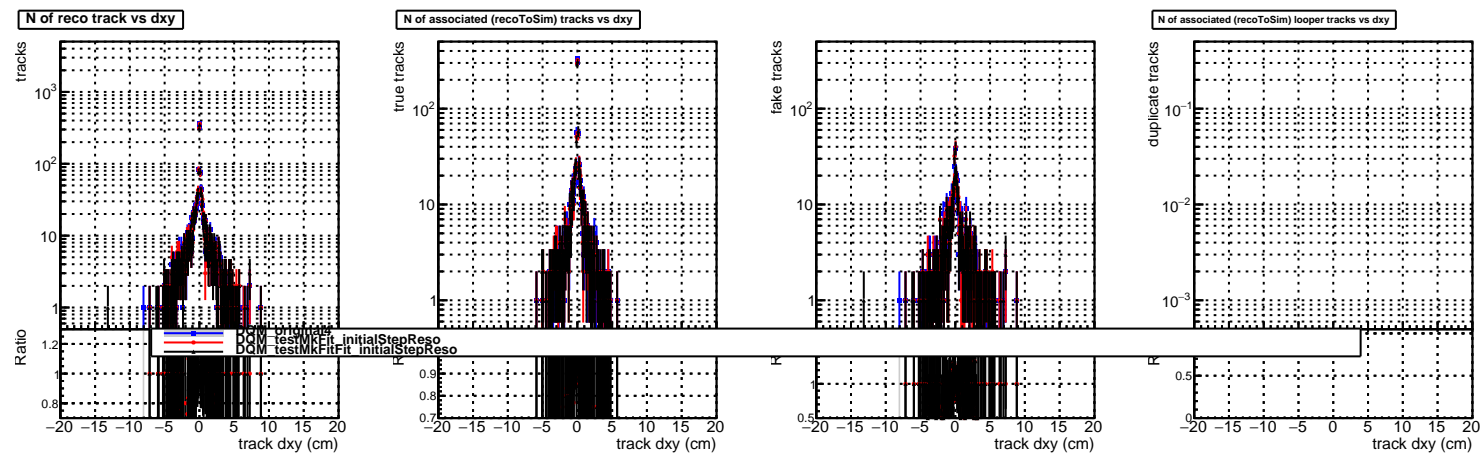 N of reco track vs dxy
N of associated (recoToSim) tracks vs dxy
N of associated (recoToSim) looper tracks vs dxy
tracks
10³
10²
10
1
true tracks
10²
10
1
fake tracks
10²
10
1
duplicate tracks
10⁻¹
10⁻²
10⁻³
DQM_original4
DQM_testMkFit_initialStepReso
DQM_testMkFitFit_initialStepReso
Ratio
1.2
1
0.8
1
0.9
0.8
0.7
1
0.5
0.5
0
−20 −15 −10 −5 0 5 10 15 20
track dxy (cm)
−20 −15 −10 −5 0 5 10 15 20
track dxy (cm)
−20 −15 −10 −5 0 5 10 15 20
track dxy (cm)
−20 −15 −10 −5 0 5 10 15 20
track dxy (cm)